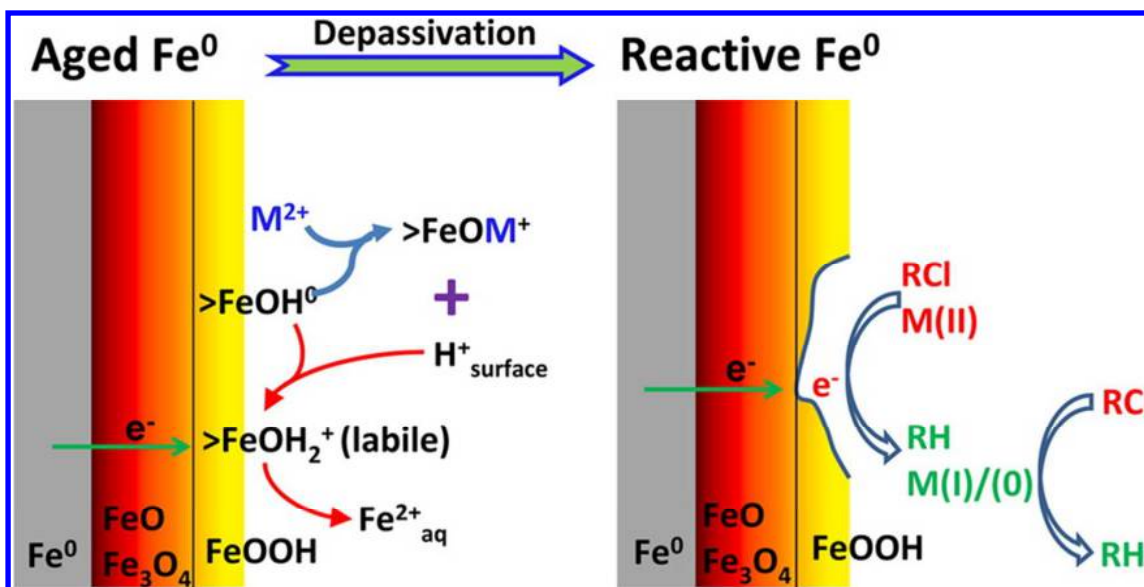 Aged Fe⁰
Depassivation
Reactive Fe⁰
M²⁺
>FeOM⁺
>FeOH⁰
+
H⁺surface
e⁻
>FeOH₂⁺ (labile)
Fe²⁺aq
FeO
Fe⁰
Fe₃O₄
FeOOH
RCl
M(II)
e⁻
e⁻
RC
RH
M(I)/(0)
FeO
Fe⁰
Fe₃O₄
FeOOH
RH